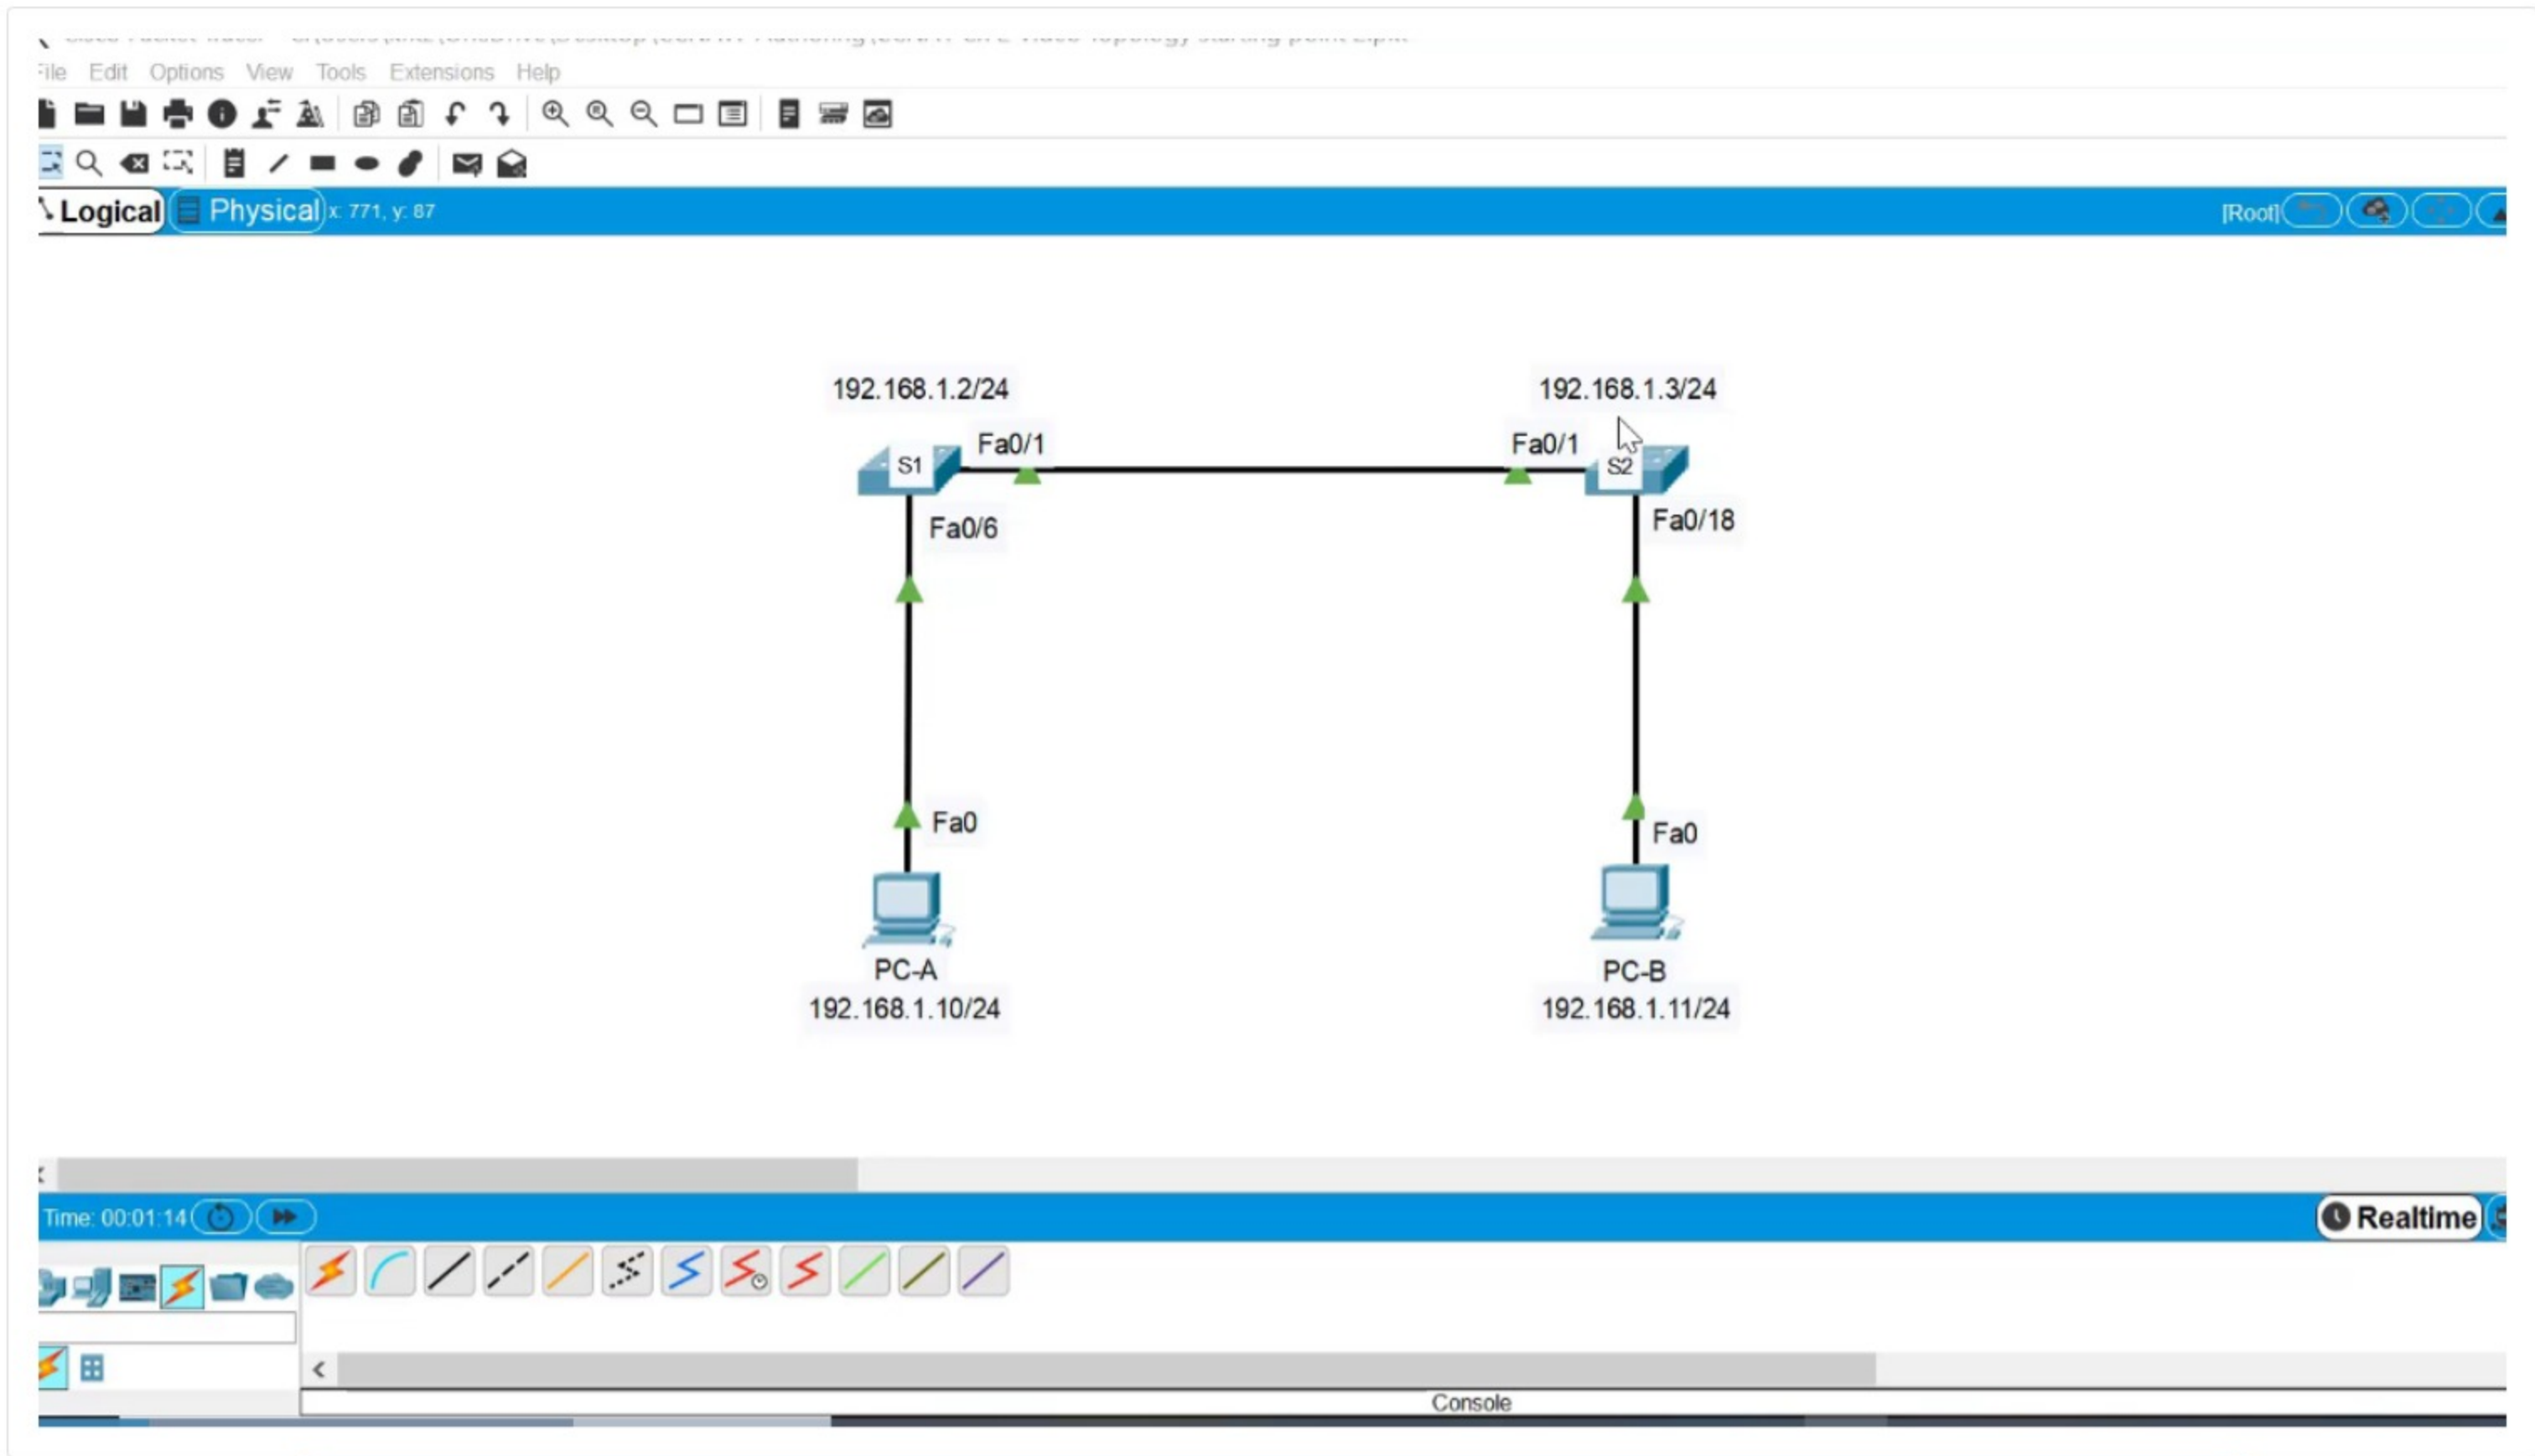 File Edit Options View Tools Extensions Help
Logical Physical x: 771, y: 87 [Root]
192.168.1.2/24 192.168.1.3/24
Fa0/1 Fa0/1
S1 S2
Fa0/6 Fa0/18
Fa0 Fa0
PC-A PC-B
192.168.1.10/24 192.168.1.11/24
Time: 00:01:14 Realtime
Console